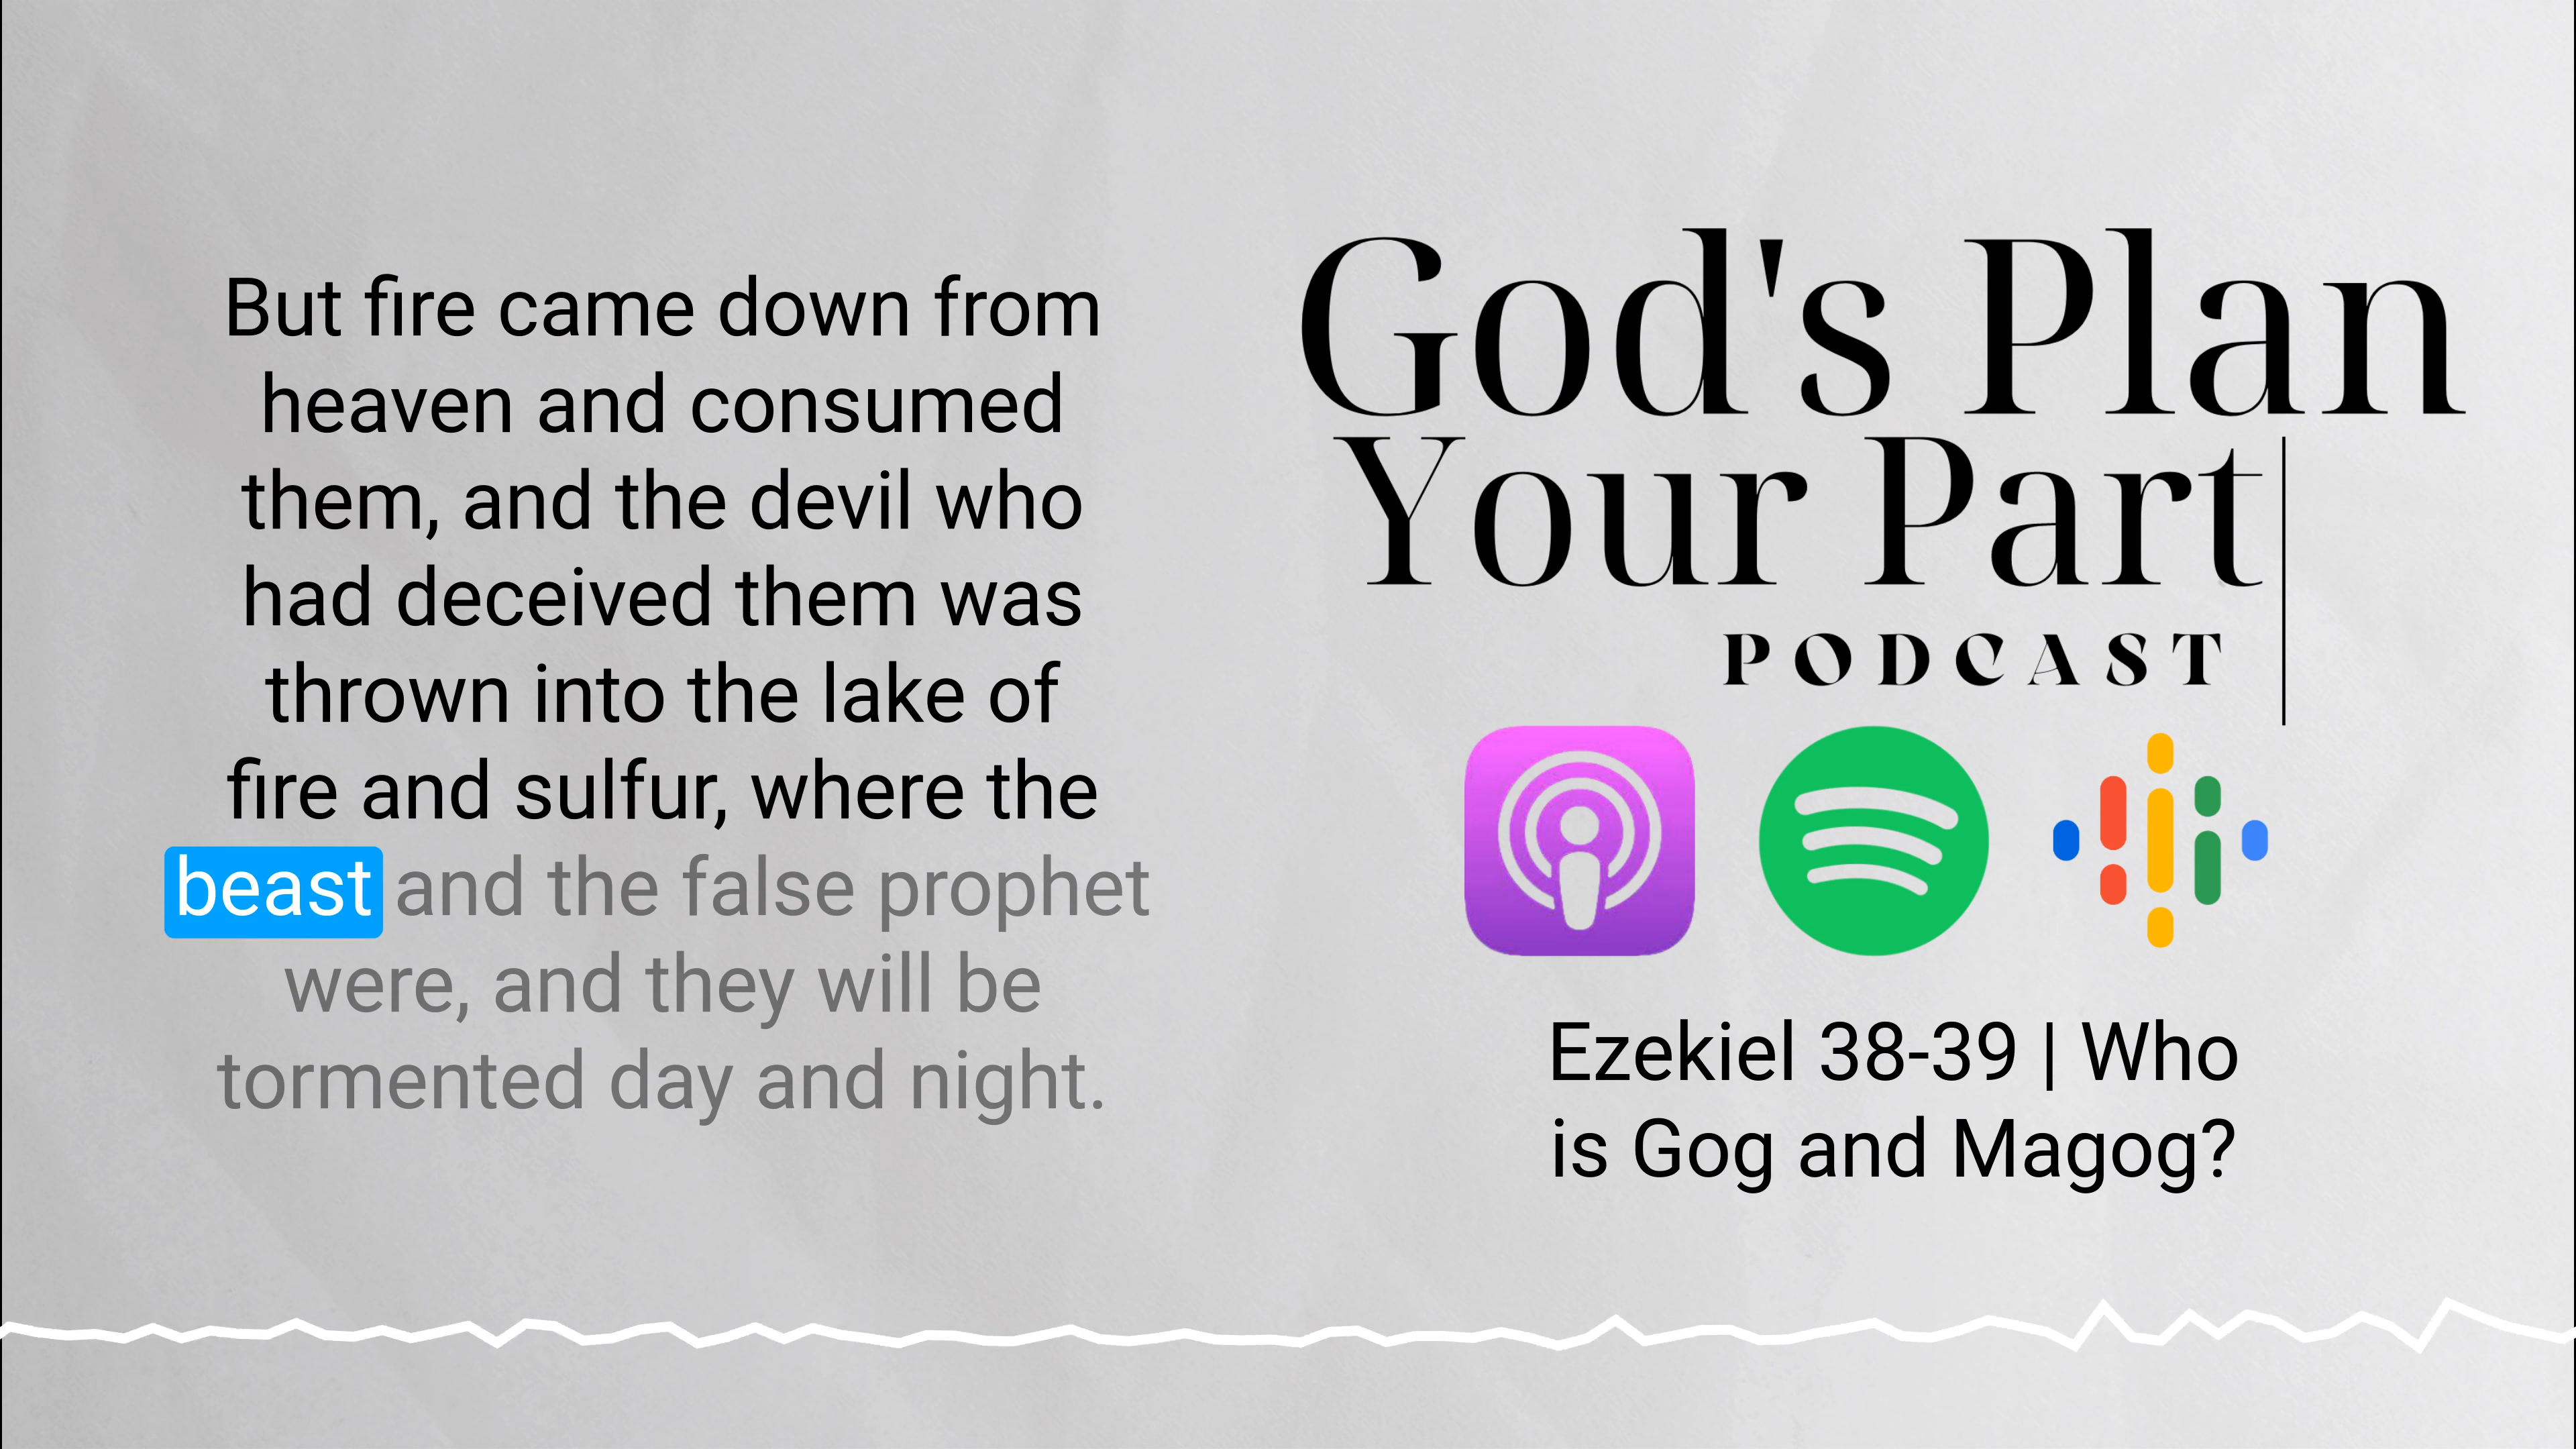 But fire came down from
heaven and consumed
them, and the devil who
had deceived them was
thrown into the lake of
fire and sulfur, where the
beast and the false prophet
were, and they will be
tormented day and night.
God's Plan
Your Part
PODCAST
Ezekiel 38-39 | Who
is Gog and Magog?